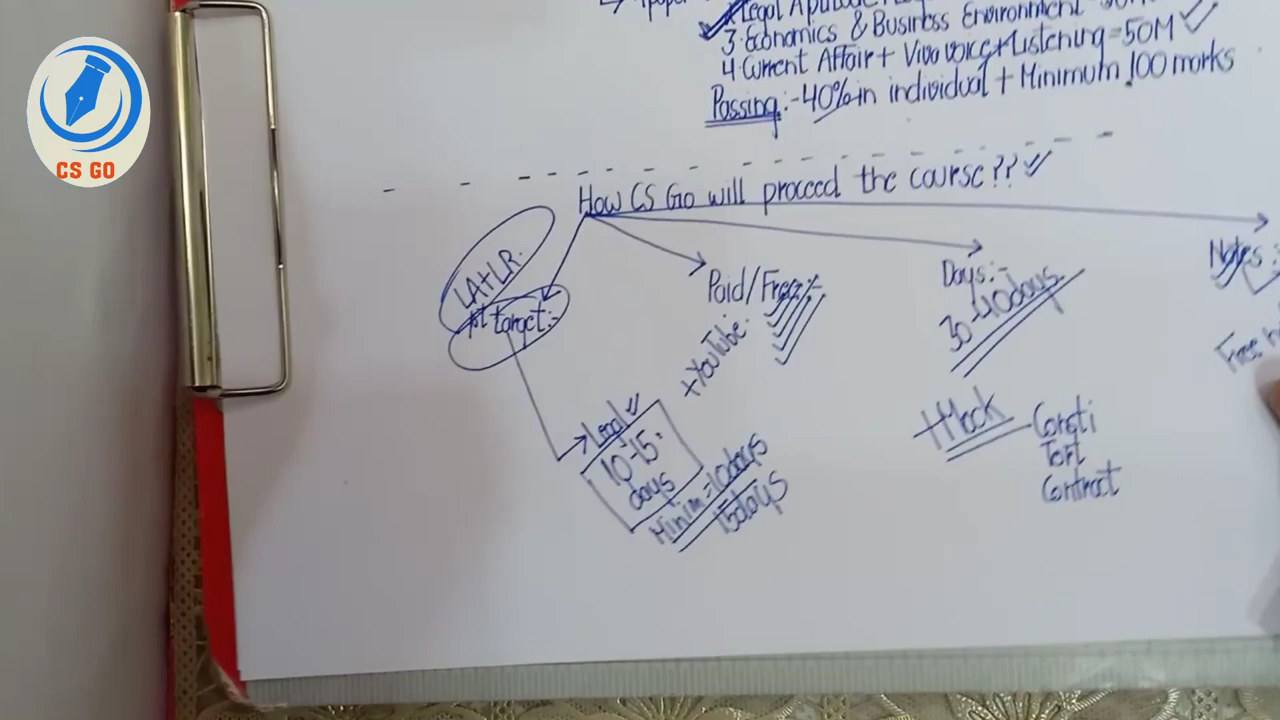 Legal Aptitude
3. Economics & Business Environment
4. Current Affair + Viva voice + Listening = 50M
Passing :- 40% in individual + Minimum 100 marks
CS GO
How CS Go will proceed the course??
LA+LR.
1st target:-
Paid/Free:-
+YouTube.
Days:-
30-40days.
Notes:
Free
Legal
10-15.
days
Minim = 10days
15days
+Mock
Consti
Tort
Contract